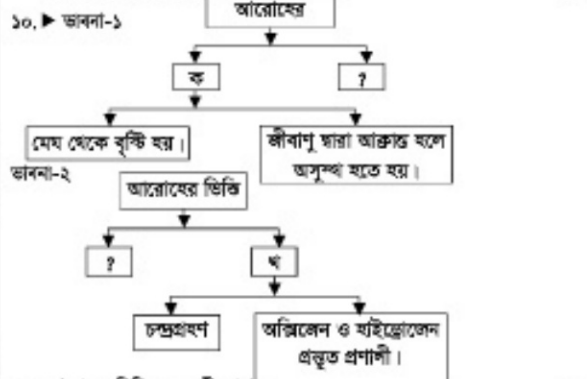 আরোহের
১০. ▶ ভাবনা-১
ক
?
মেঘ থেকে বৃষ্টি হয়।
জীবাণু দ্বারা আক্রান্ত হলে
অসুস্থ হতে হয়।
ভাবনা-২
আরোহের ভিত্তি
?
খ
চন্দ্রগ্রহণ
অক্সিজেন ও হাইড্রোজেন
প্রস্তুত প্রণালী।